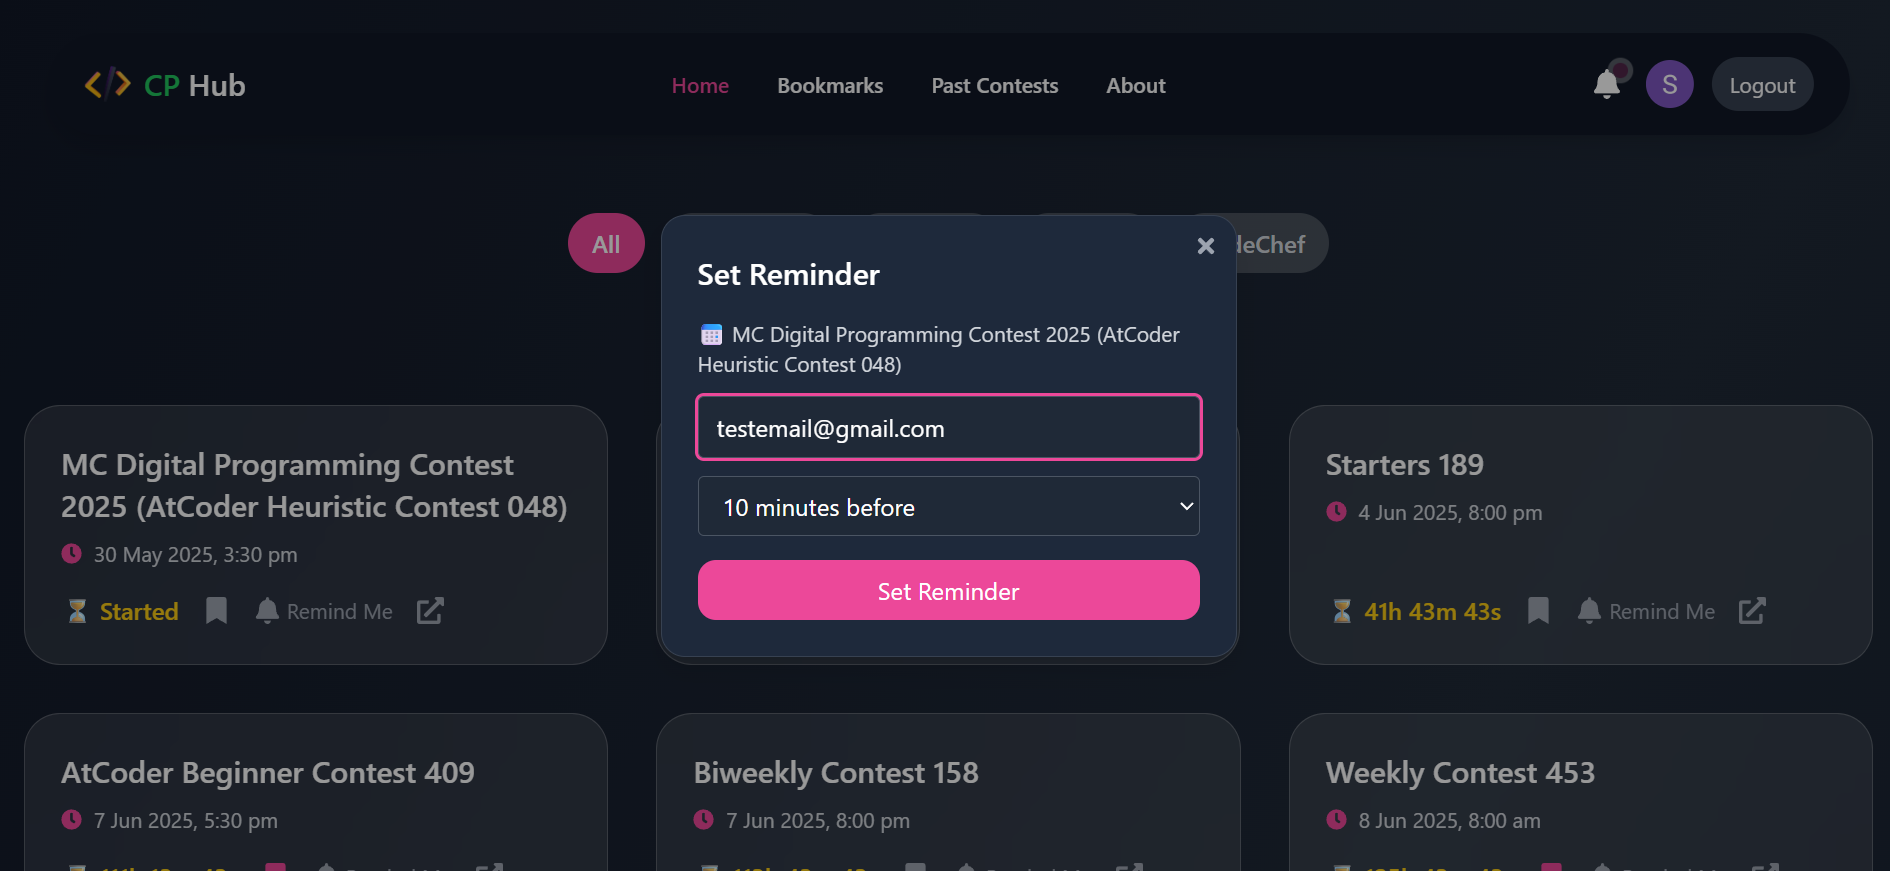 CP Hub
Home
Bookmarks
Past Contests
About
S
Logout
All
deChef
Set Reminder
MC Digital Programming Contest 2025 (AtCoder
Heuristic Contest 048)
testemail@gmail.com
10 minutes before
Set Reminder
MC Digital Programming Contest
2025 (AtCoder Heuristic Contest 048)
30 May 2025, 3:30 pm
Started
Remind Me
Starters 189
4 Jun 2025, 8:00 pm
41h 43m 43s
Remind Me
AtCoder Beginner Contest 409
7 Jun 2025, 5:30 pm
Biweekly Contest 158
7 Jun 2025, 8:00 pm
Weekly Contest 453
8 Jun 2025, 8:00 am